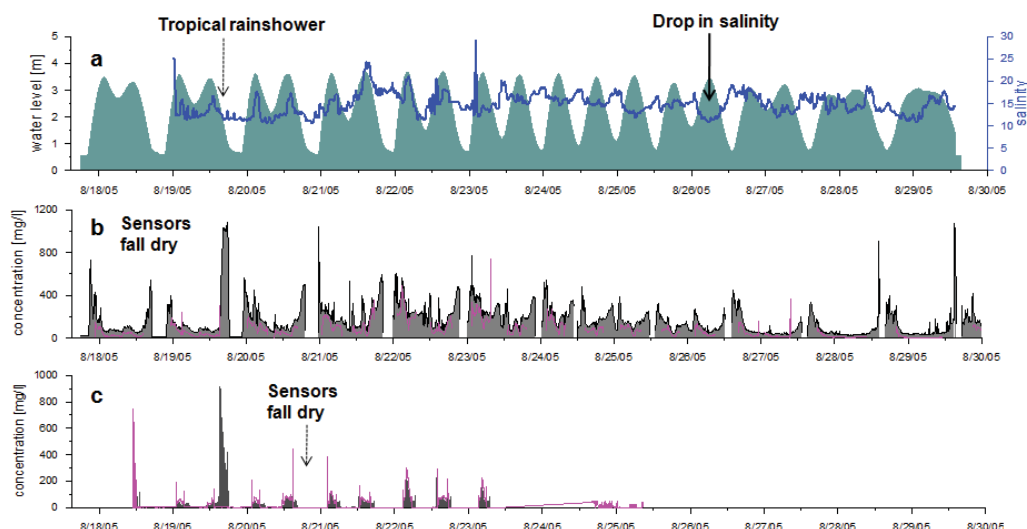 Tropical rainshower
Drop in salinity
a
water level [m]
5
4
3
2
1
0
30
25
20
15
10
5
0
salinity
8/18/05 8/19/05 8/20/05 8/21/05 8/22/05 8/23/05 8/24/05 8/25/05 8/26/05 8/27/05 8/28/05 8/29/05 8/30/05
b
Sensors
fall dry
concentration [mg/l]
1200
800
400
0
8/18/05 8/19/05 8/20/05 8/21/05 8/22/05 8/23/05 8/24/05 8/25/05 8/26/05 8/27/05 8/28/05 8/29/05 8/30/05
c
Sensors
fall dry
concentration [mg/l]
1000
800
600
400
200
0
8/18/05 8/19/05 8/20/05 8/21/05 8/22/05 8/23/05 8/24/05 8/25/05 8/26/05 8/27/05 8/28/05 8/29/05 8/30/05